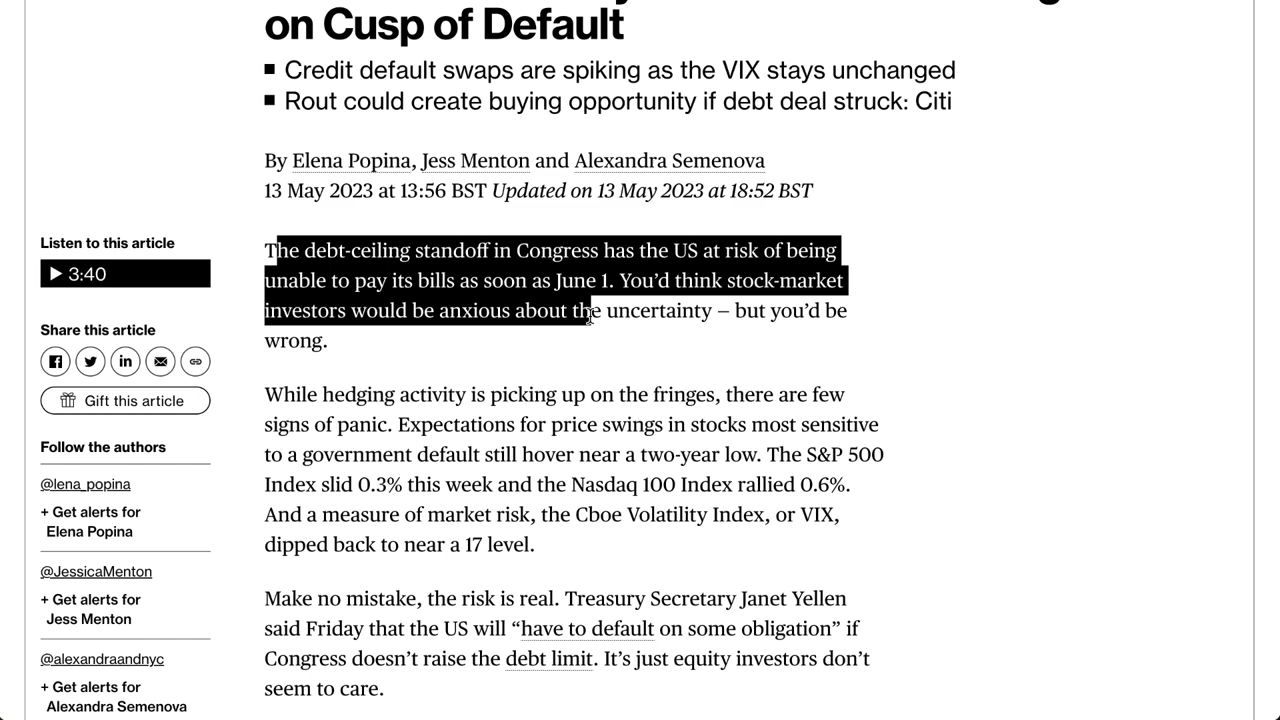 on Cusp of Default
Credit default swaps are spiking as the VIX stays unchanged
Rout could create buying opportunity if debt deal struck: Citi
By Elena Popina, Jess Menton and Alexandra Semenova
13 May 2023 at 13:56 BST Updated on 13 May 2023 at 18:52 BST
Listen to this article
3:40
Share this article
Gift this article
Follow the authors
@lena_popina
+ Get alerts for
Elena Popina
@JessicaMenton
+ Get alerts for
Jess Menton
@alexandraandnyc
+ Get alerts for
Alexandra Semenova
The debt-ceiling standoff in Congress has the US at risk of being
unable to pay its bills as soon as June 1. You’d think stock-market
investors would be anxious about the uncertainty – but you’d be
wrong.
While hedging activity is picking up on the fringes, there are few
signs of panic. Expectations for price swings in stocks most sensitive
to a government default still hover near a two-year low. The S&P 500
Index slid 0.3% this week and the Nasdaq 100 Index rallied 0.6%.
And a measure of market risk, the Cboe Volatility Index, or VIX,
dipped back to near a 17 level.
Make no mistake, the risk is real. Treasury Secretary Janet Yellen
said Friday that the US will “have to default on some obligation” if
Congress doesn’t raise the debt limit. It’s just equity investors don’t
seem to care.